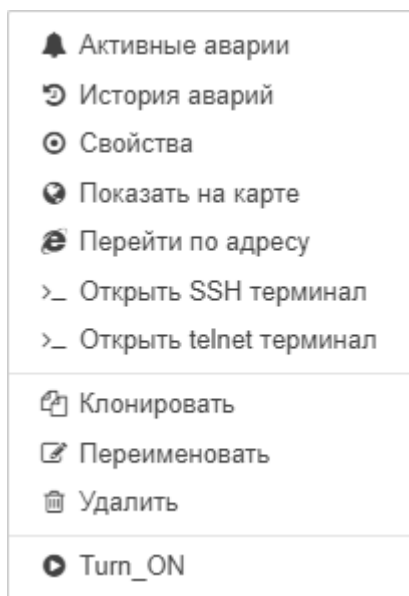 Активные аварии
История аварий
Свойства
Показать на карте
Перейти по адресу
Открыть SSH терминал
Открыть telnet терминал
Клонировать
Переименовать
Удалить
Turn_ON